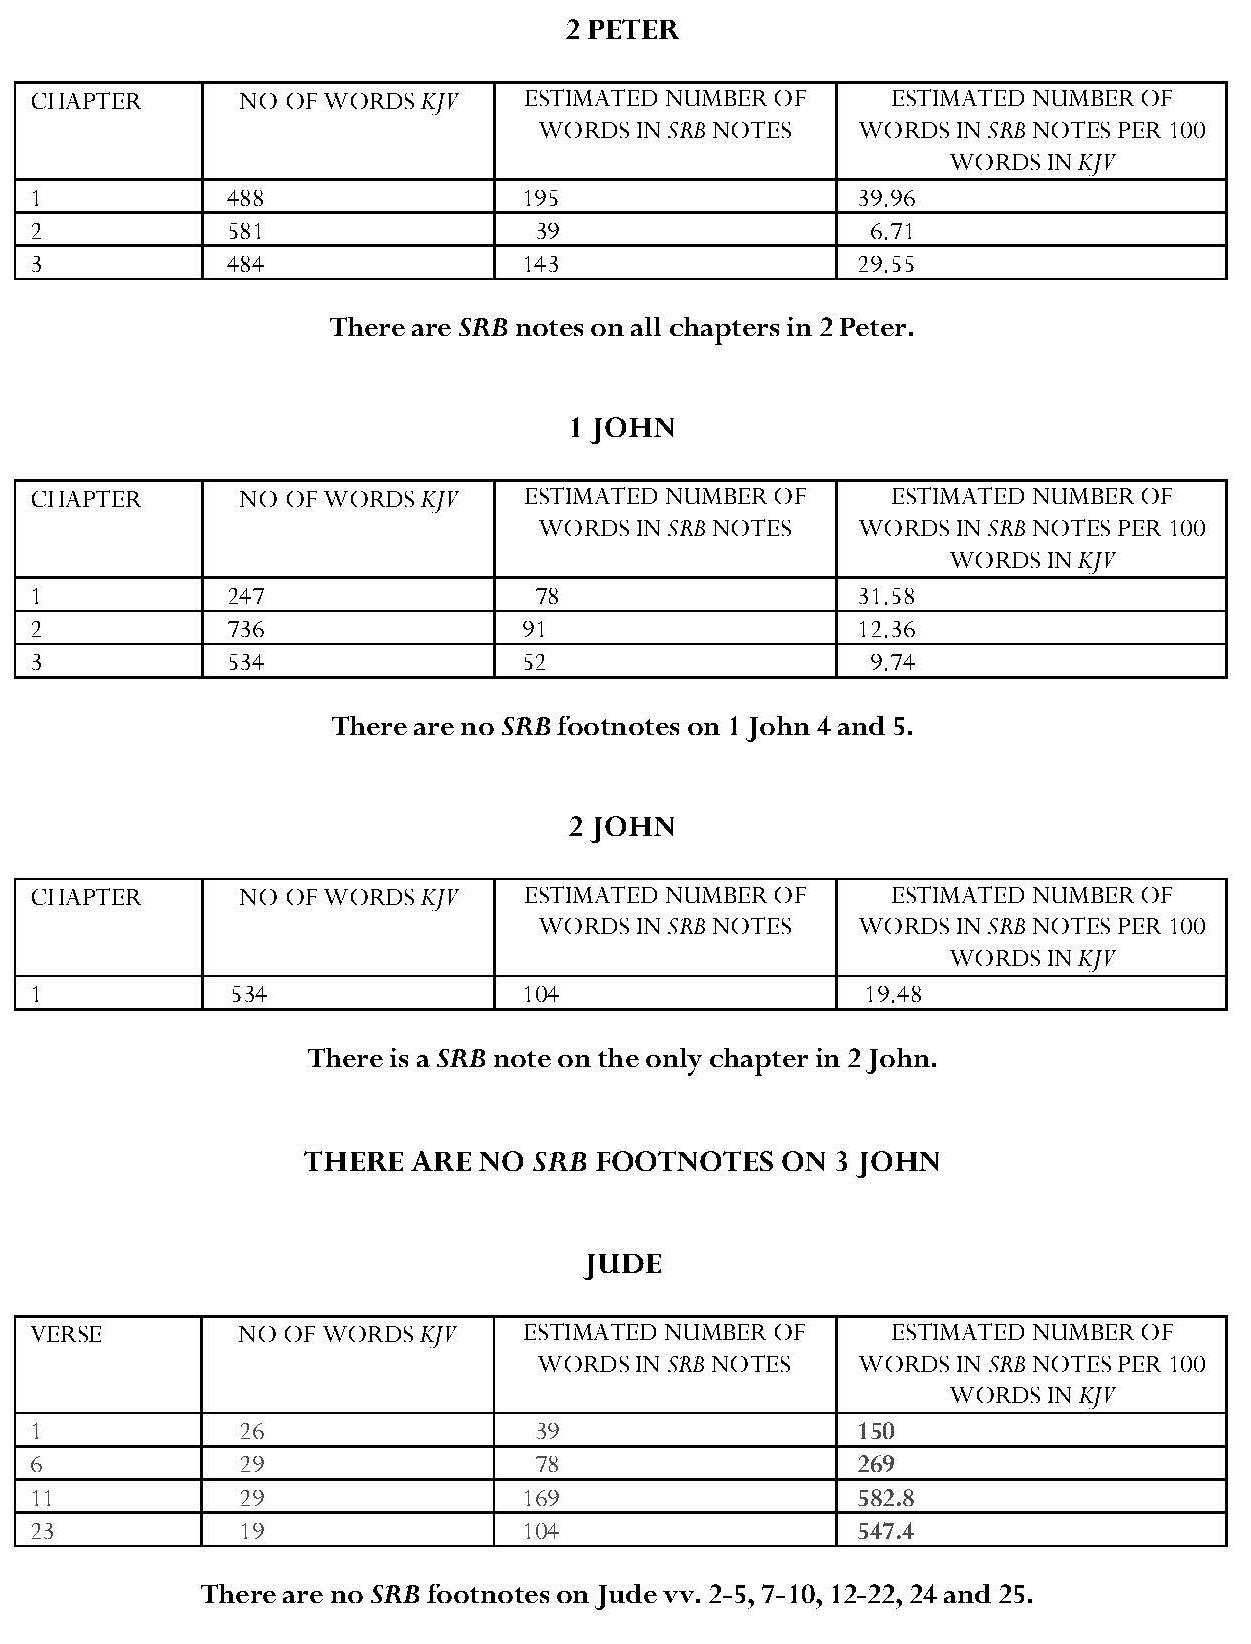 2 PETER
CHAPTER NO OF WORDS KJV ESTIMATED NUMBER OF WORDS IN SRB NOTES ESTIMATED NUMBER OF WORDS IN SRB NOTES PER 100 WORDS IN KJV
1 488 195 39.96
2 581 39 6.71
3 484 143 29.55
There are SRB notes on all chapters in 2 Peter.
1 JOHN
CHAPTER NO OF WORDS KJV ESTIMATED NUMBER OF WORDS IN SRB NOTES ESTIMATED NUMBER OF WORDS IN SRB NOTES PER 100 WORDS IN KJV
1 247 78 31.58
2 736 91 12.36
3 534 52 9.74
There are no SRB footnotes on 1 John 4 and 5.
2 JOHN
CHAPTER NO OF WORDS KJV ESTIMATED NUMBER OF WORDS IN SRB NOTES ESTIMATED NUMBER OF WORDS IN SRB NOTES PER 100 WORDS IN KJV
1 534 104 19.48
There is a SRB note on the only chapter in 2 John.
THERE ARE NO SRB FOOTNOTES ON 3 JOHN
JUDE
VERSE NO OF WORDS KJV ESTIMATED NUMBER OF WORDS IN SRB NOTES ESTIMATED NUMBER OF WORDS IN SRB NOTES PER 100 WORDS IN KJV
1 26 39 150
6 29 78 269
11 29 169 582.8
23 19 104 547.4
There are no SRB footnotes on Jude vv. 2-5, 7-10, 12-22, 24 and 25.